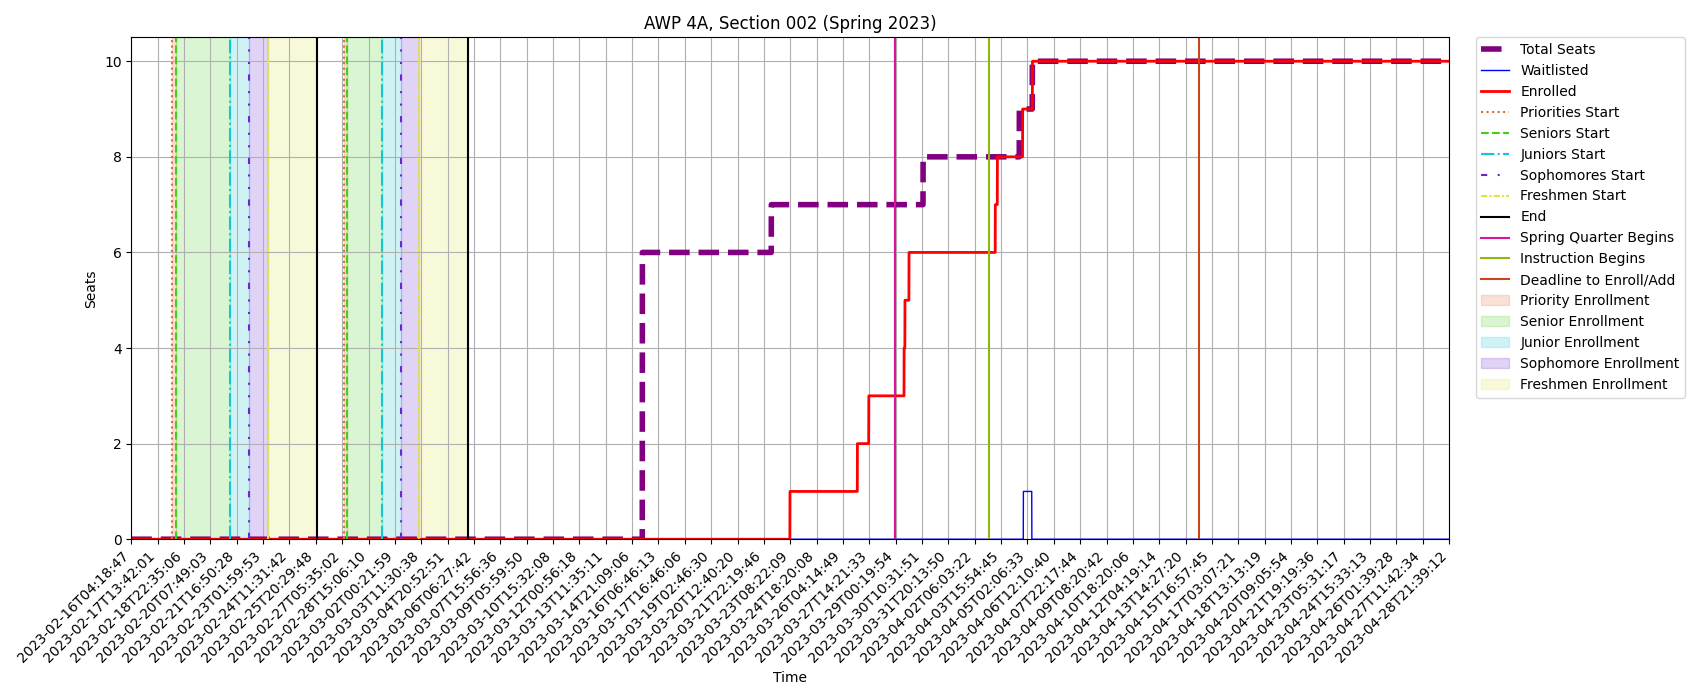 AWP 4A, Section 002 (Spring 2023)
10
8
6
4
2
0
Seats
2023-02-16T04:18:47
2023-02-17T13:42:01
2023-02-18T22:35:06
2023-02-20T07:49:03
2023-02-21T16:50:28
2023-02-23T01:59:53
2023-02-24T11:31:42
2023-02-25T20:29:48
2023-02-27T05:35:02
2023-02-28T15:06:10
2023-03-02T00:21:59
2023-03-03T11:30:38
2023-03-04T20:52:51
2023-03-06T06:27:42
2023-03-07T15:56:36
2023-03-09T05:59:50
2023-03-10T15:32:08
2023-03-12T00:56:18
2023-03-13T11:35:11
2023-03-14T21:09:06
2023-03-16T06:46:13
2023-03-17T16:46:06
2023-03-19T02:46:30
2023-03-20T12:40:20
2023-03-21T22:19:46
2023-03-23T08:22:09
2023-03-24T18:20:08
2023-03-26T04:14:49
2023-03-27T14:21:33
2023-03-29T00:19:54
2023-03-30T10:31:51
2023-03-31T20:13:50
2023-04-02T06:03:22
2023-04-03T15:54:45
2023-04-05T02:06:33
2023-04-06T12:10:40
2023-04-07T22:17:44
2023-04-09T08:20:42
2023-04-10T18:20:06
2023-04-12T04:19:14
2023-04-13T14:27:20
2023-04-15T16:57:45
2023-04-17T03:07:21
2023-04-18T13:13:19
2023-04-20T09:05:54
2023-04-21T19:19:36
2023-04-23T05:31:17
2023-04-24T15:33:13
2023-04-26T01:39:28
2023-04-27T11:42:34
2023-04-28T21:39:12
Time
Total Seats
Waitlisted
Enrolled
Priorities Start
Seniors Start
Juniors Start
Sophomores Start
Freshmen Start
End
Spring Quarter Begins
Instruction Begins
Deadline to Enroll/Add
Priority Enrollment
Senior Enrollment
Junior Enrollment
Sophomore Enrollment
Freshmen Enrollment